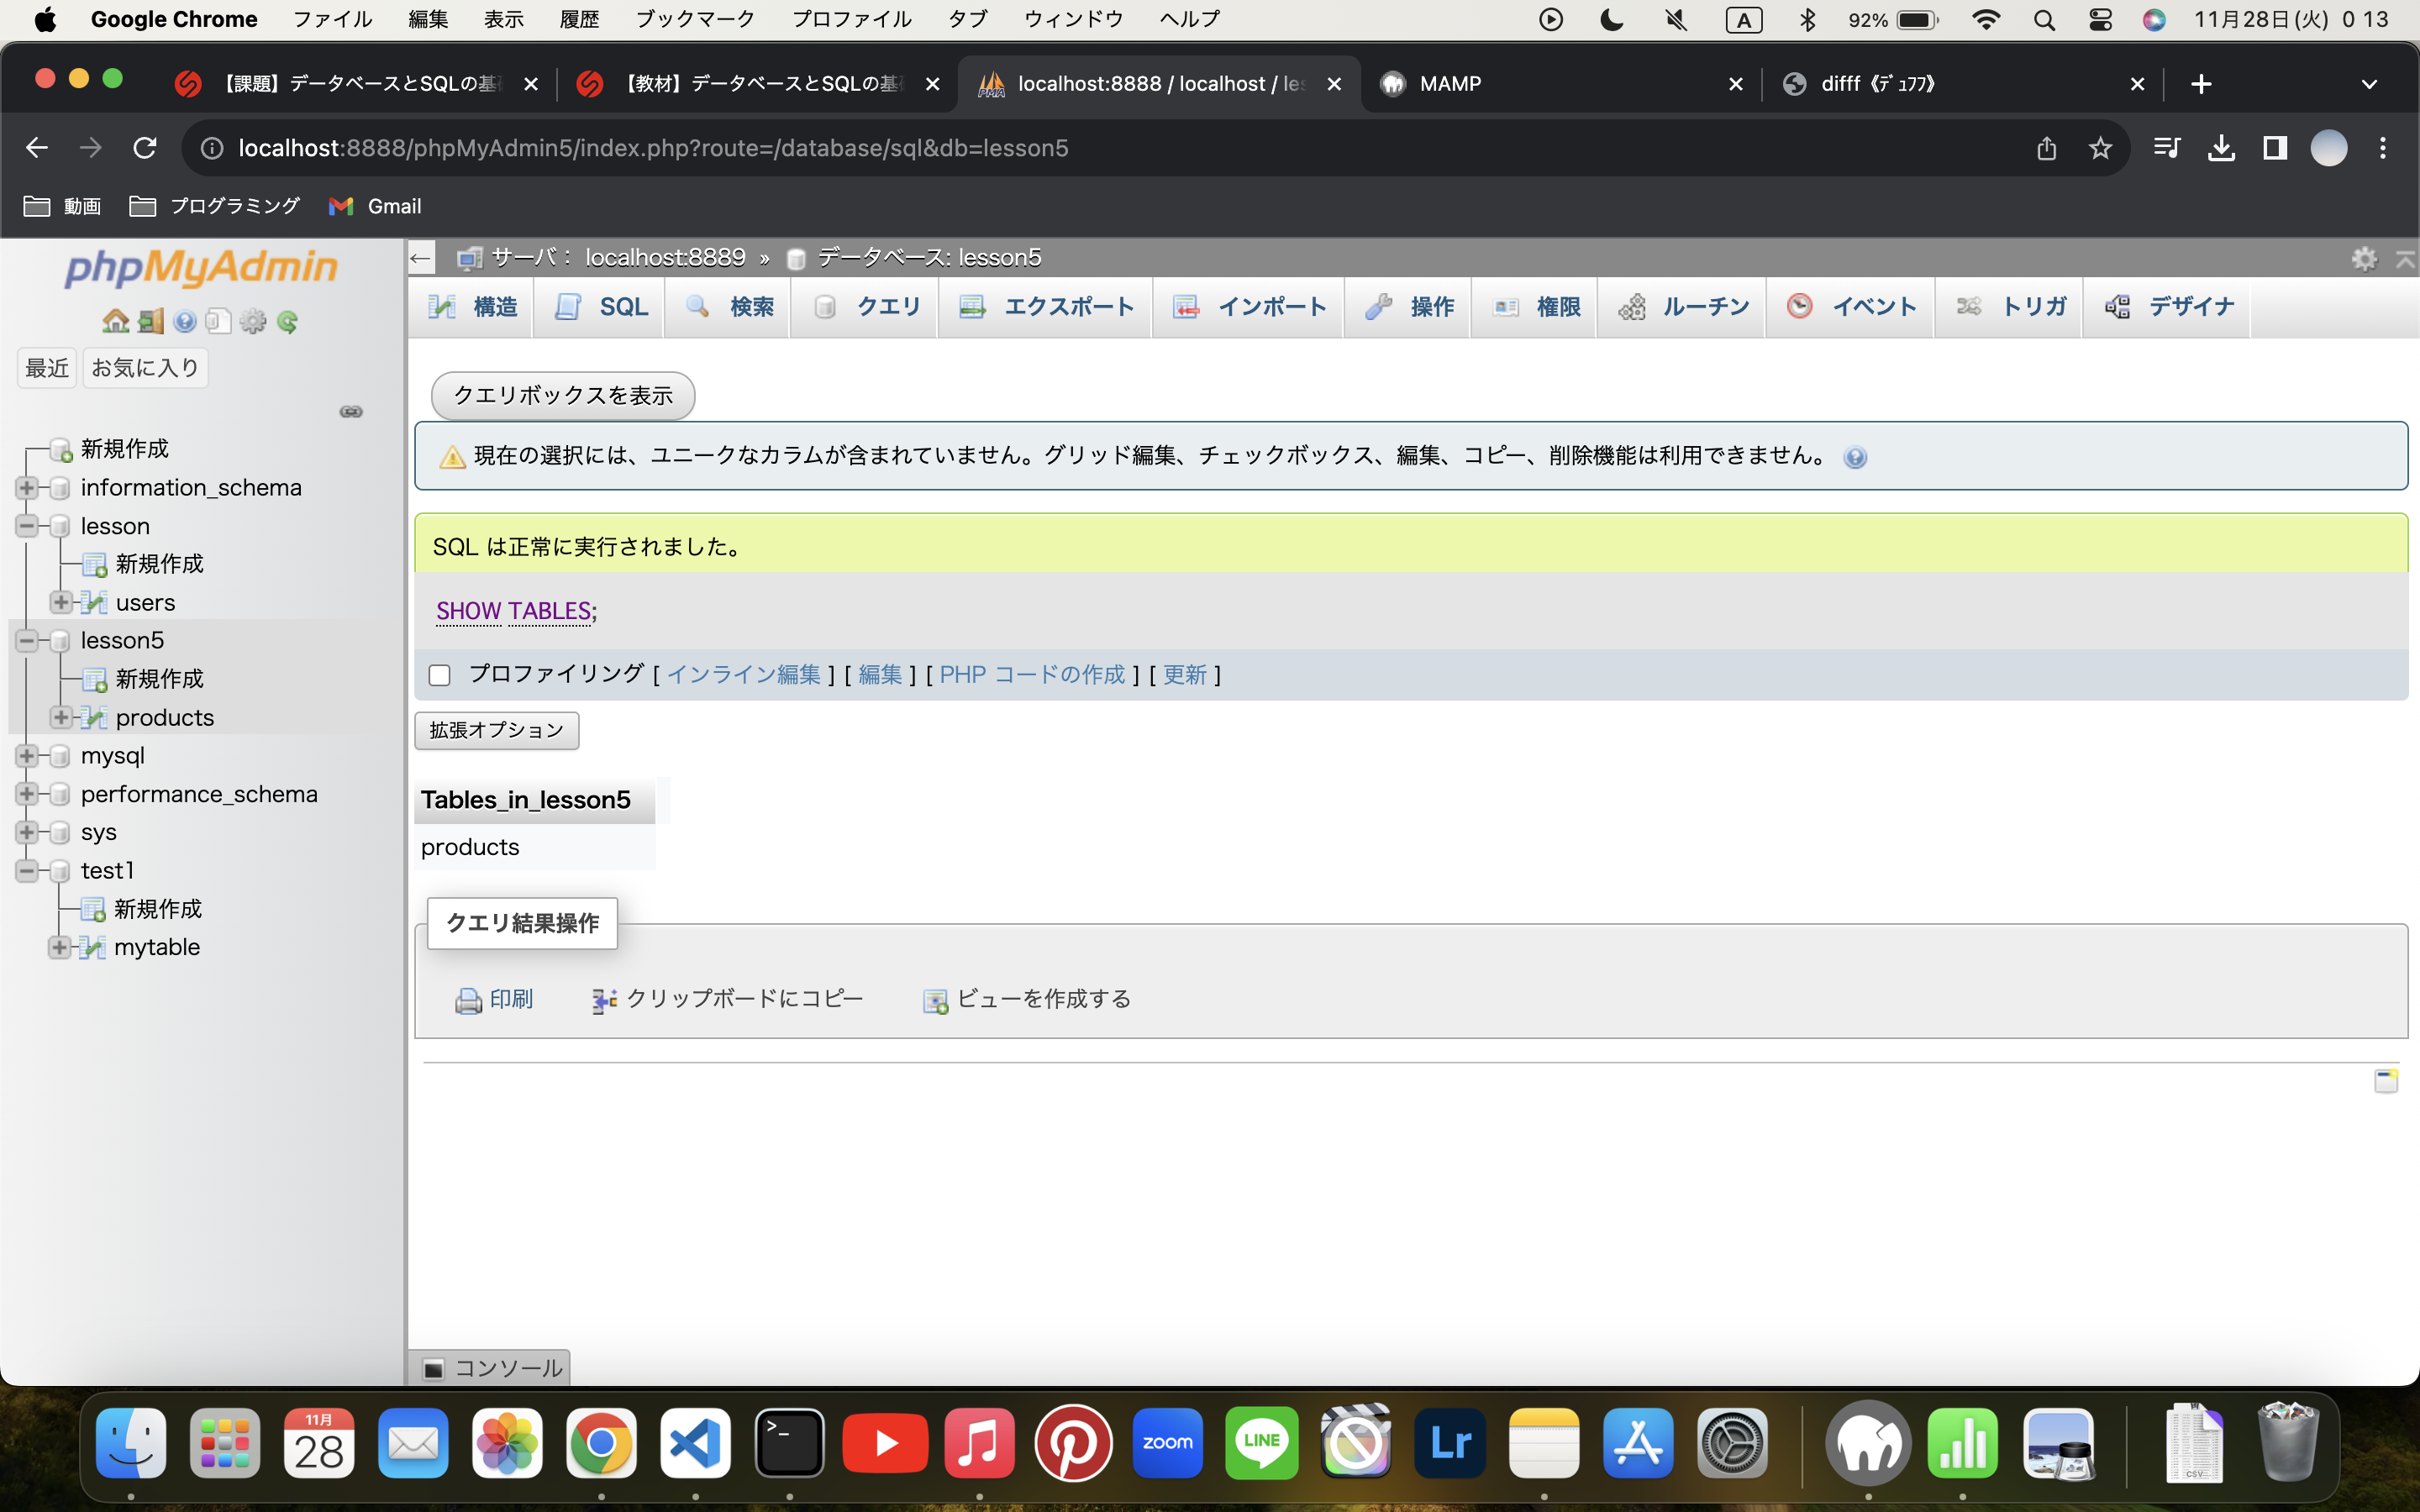 Google Chrome ファイル 編集 表示 履歴 ブックマーク プロファイル タブ ウィンドウ ヘルプ A 92% 11月28日(火) 0 13
【課題】データベースとSQLの基 【教材】データベースとSQLの基 localhost:8888 / localhost / les MAMP difff《ﾃﾞｭﾌﾌ》
localhost:8888/phpMyAdmin5/index.php?route=/database/sql&db=lesson5
動画 プログラミング Gmail
phpMyAdmin
最近 お気に入り
新規作成
information_schema
lesson
新規作成
users
lesson5
新規作成
products
mysql
performance_schema
sys
test1
新規作成
mytable
サーバ： localhost:8889 » データベース: lesson5
構造 SQL 検索 クエリ エクスポート インポート 操作 権限 ルーチン イベント トリガ デザイナ
クエリボックスを表示
現在の選択には、ユニークなカラムが含まれていません。グリッド編集、チェックボックス、編集、コピー、削除機能は利用できません。
SQL は正常に実行されました。
SHOW TABLES;
プロファイリング [ インライン編集 ] [ 編集 ] [ PHP コードの作成 ] [ 更新 ]
拡張オプション
Tables_in_lesson5
products
クエリ結果操作
印刷 クリップボードにコピー ビューを作成する
コンソール
11月
28
zoom
LINE
Lr
CSV